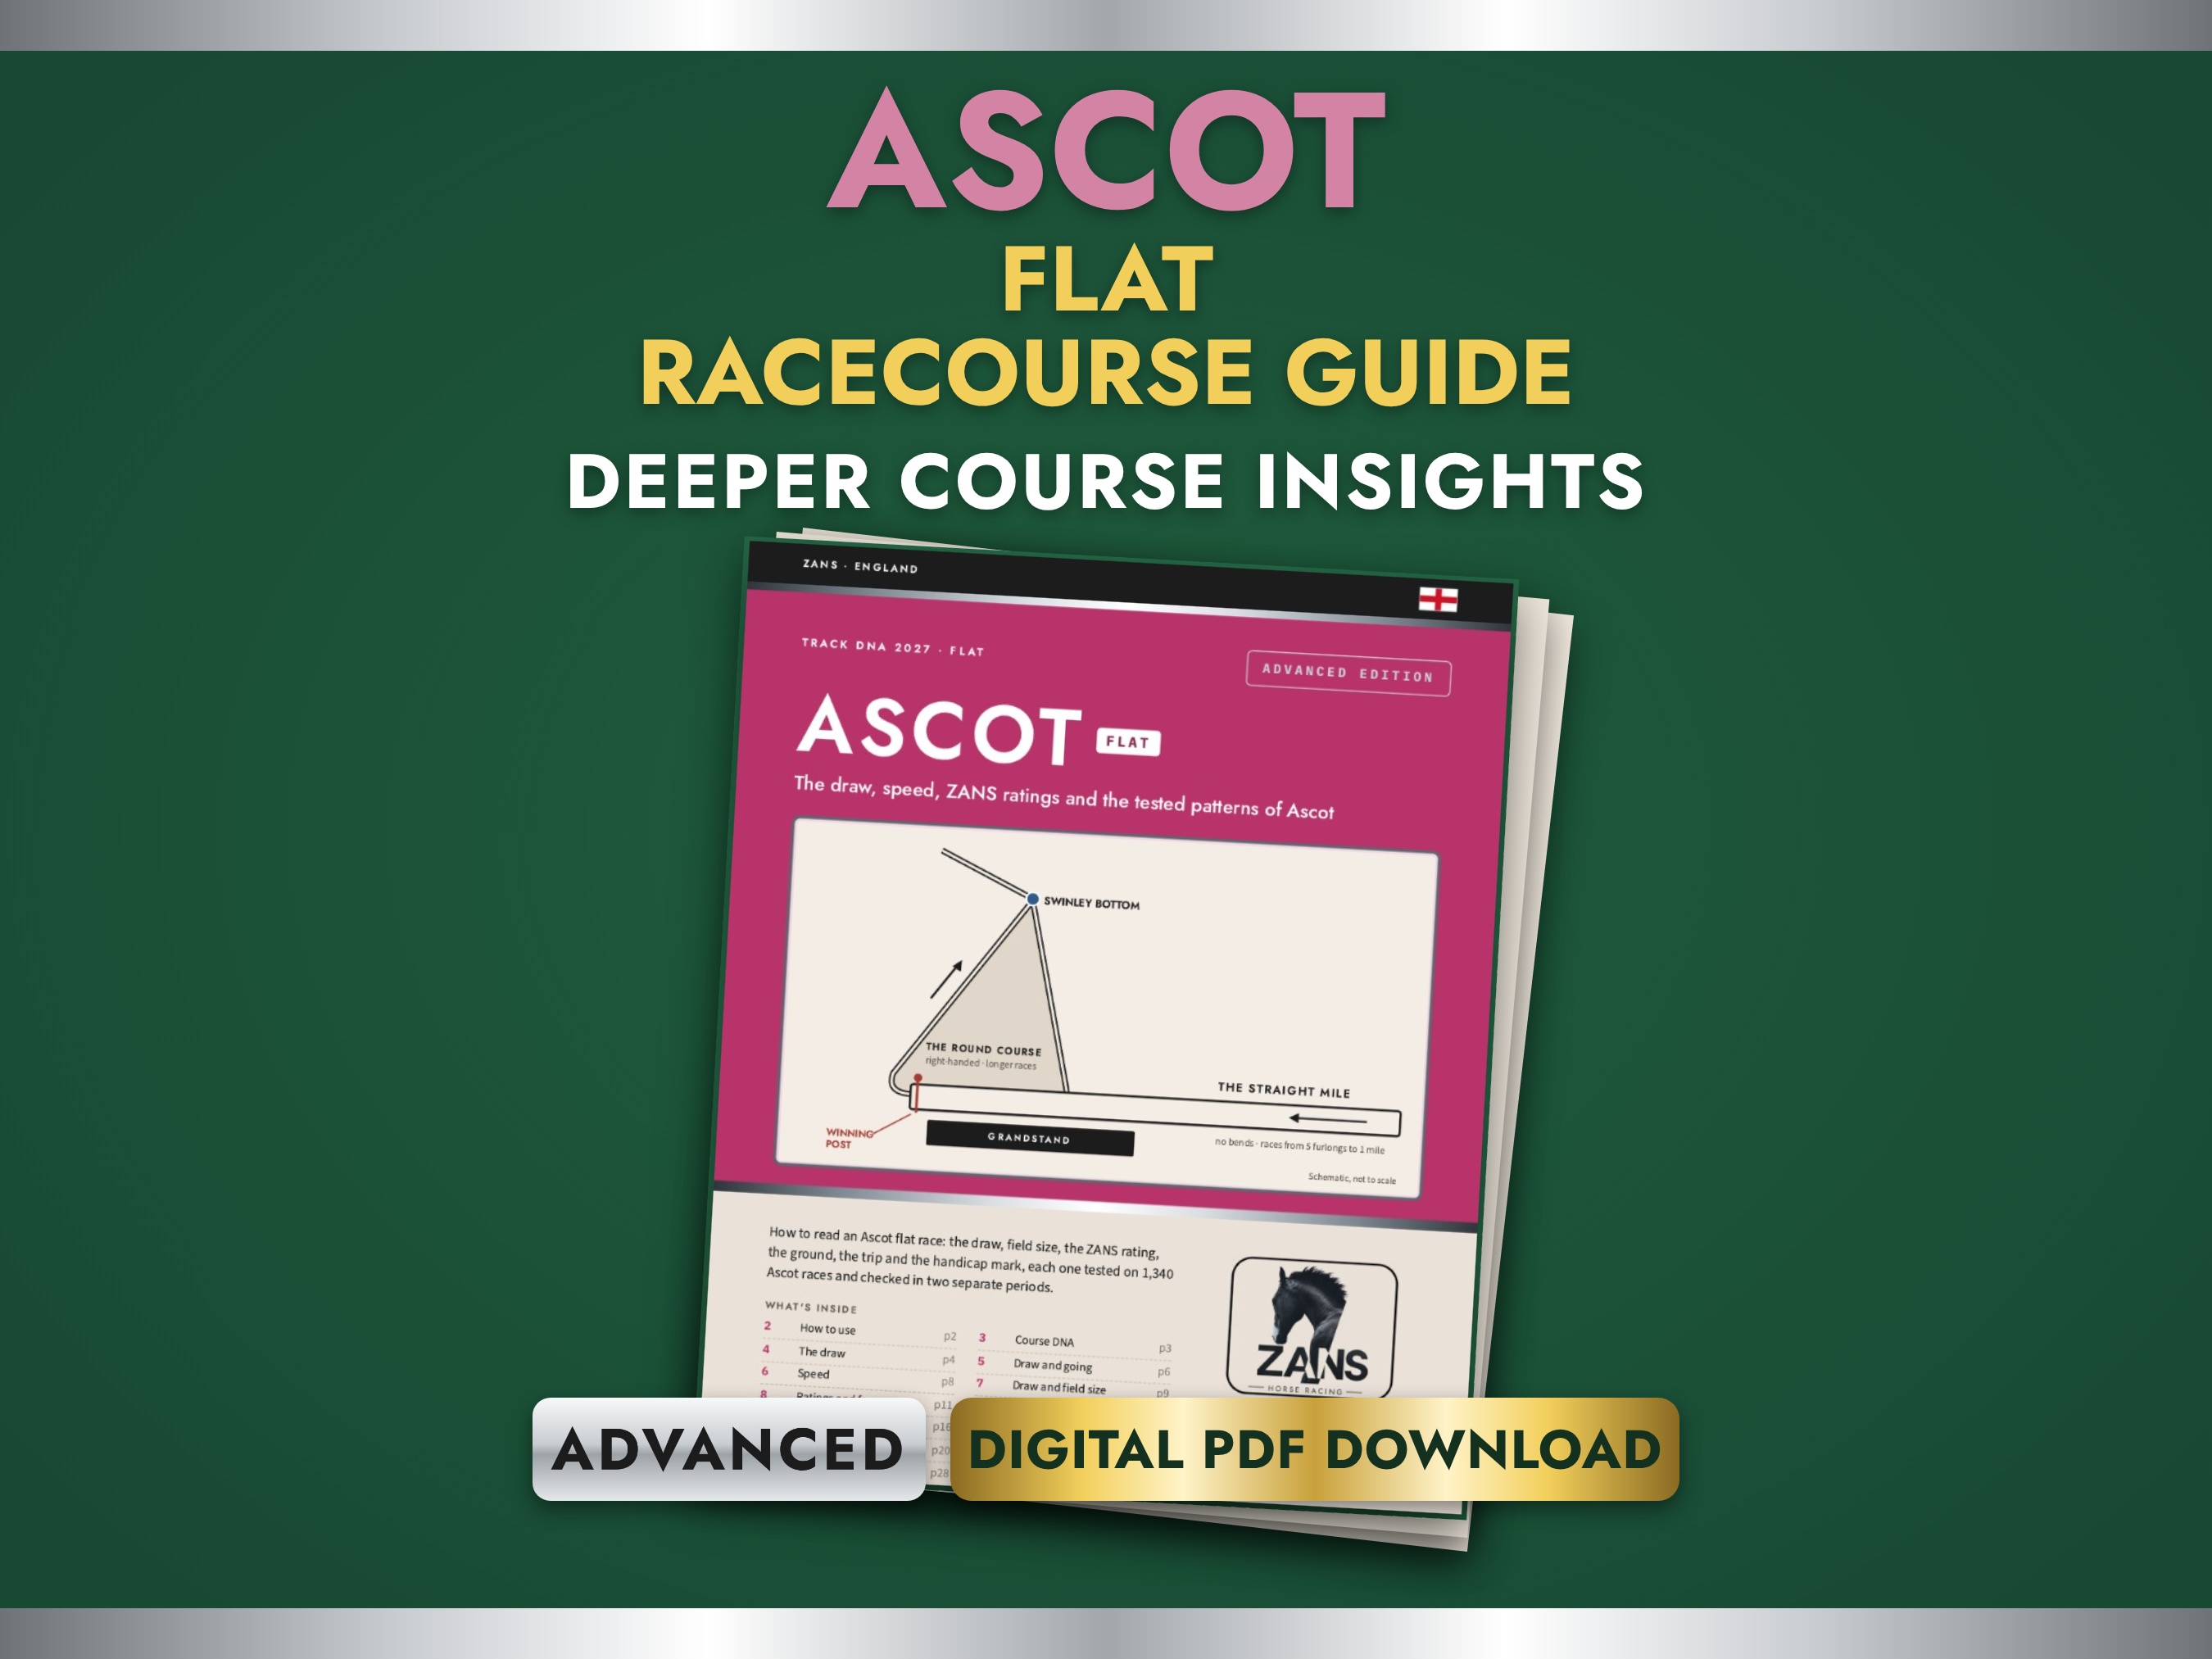 ASCOT
FLAT
RACECOURSE GUIDE
DEEPER COURSE INSIGHTS
ZANS · ENGLAND
TRACK DNA 2027 · FLAT
ADVANCED EDITION
ASCOT FLAT
The draw, speed, ZANS ratings and the tested patterns of Ascot
SWINLEY BOTTOM
THE ROUND COURSE
right-handed · longer races
THE STRAIGHT MILE
WINNING
POST
GRANDSTAND
no bends · races from 5 furlongs to 1 mile
Schematic, not to scale
How to read an Ascot flat race: the draw, field size, the ZANS rating,
the ground, the trip and the handicap mark, each one tested on 1,340
Ascot races and checked in two separate periods.
WHAT'S INSIDE
2 How to use p2
3 Course DNA p3
4 The draw p4
5 Draw and going p6
6 Speed p8
7 Draw and field size p9
8 Ratings and p11
p16
p20
p28
ZANS
HORSE RACING
ADVANCED
DIGITAL PDF DOWNLOAD